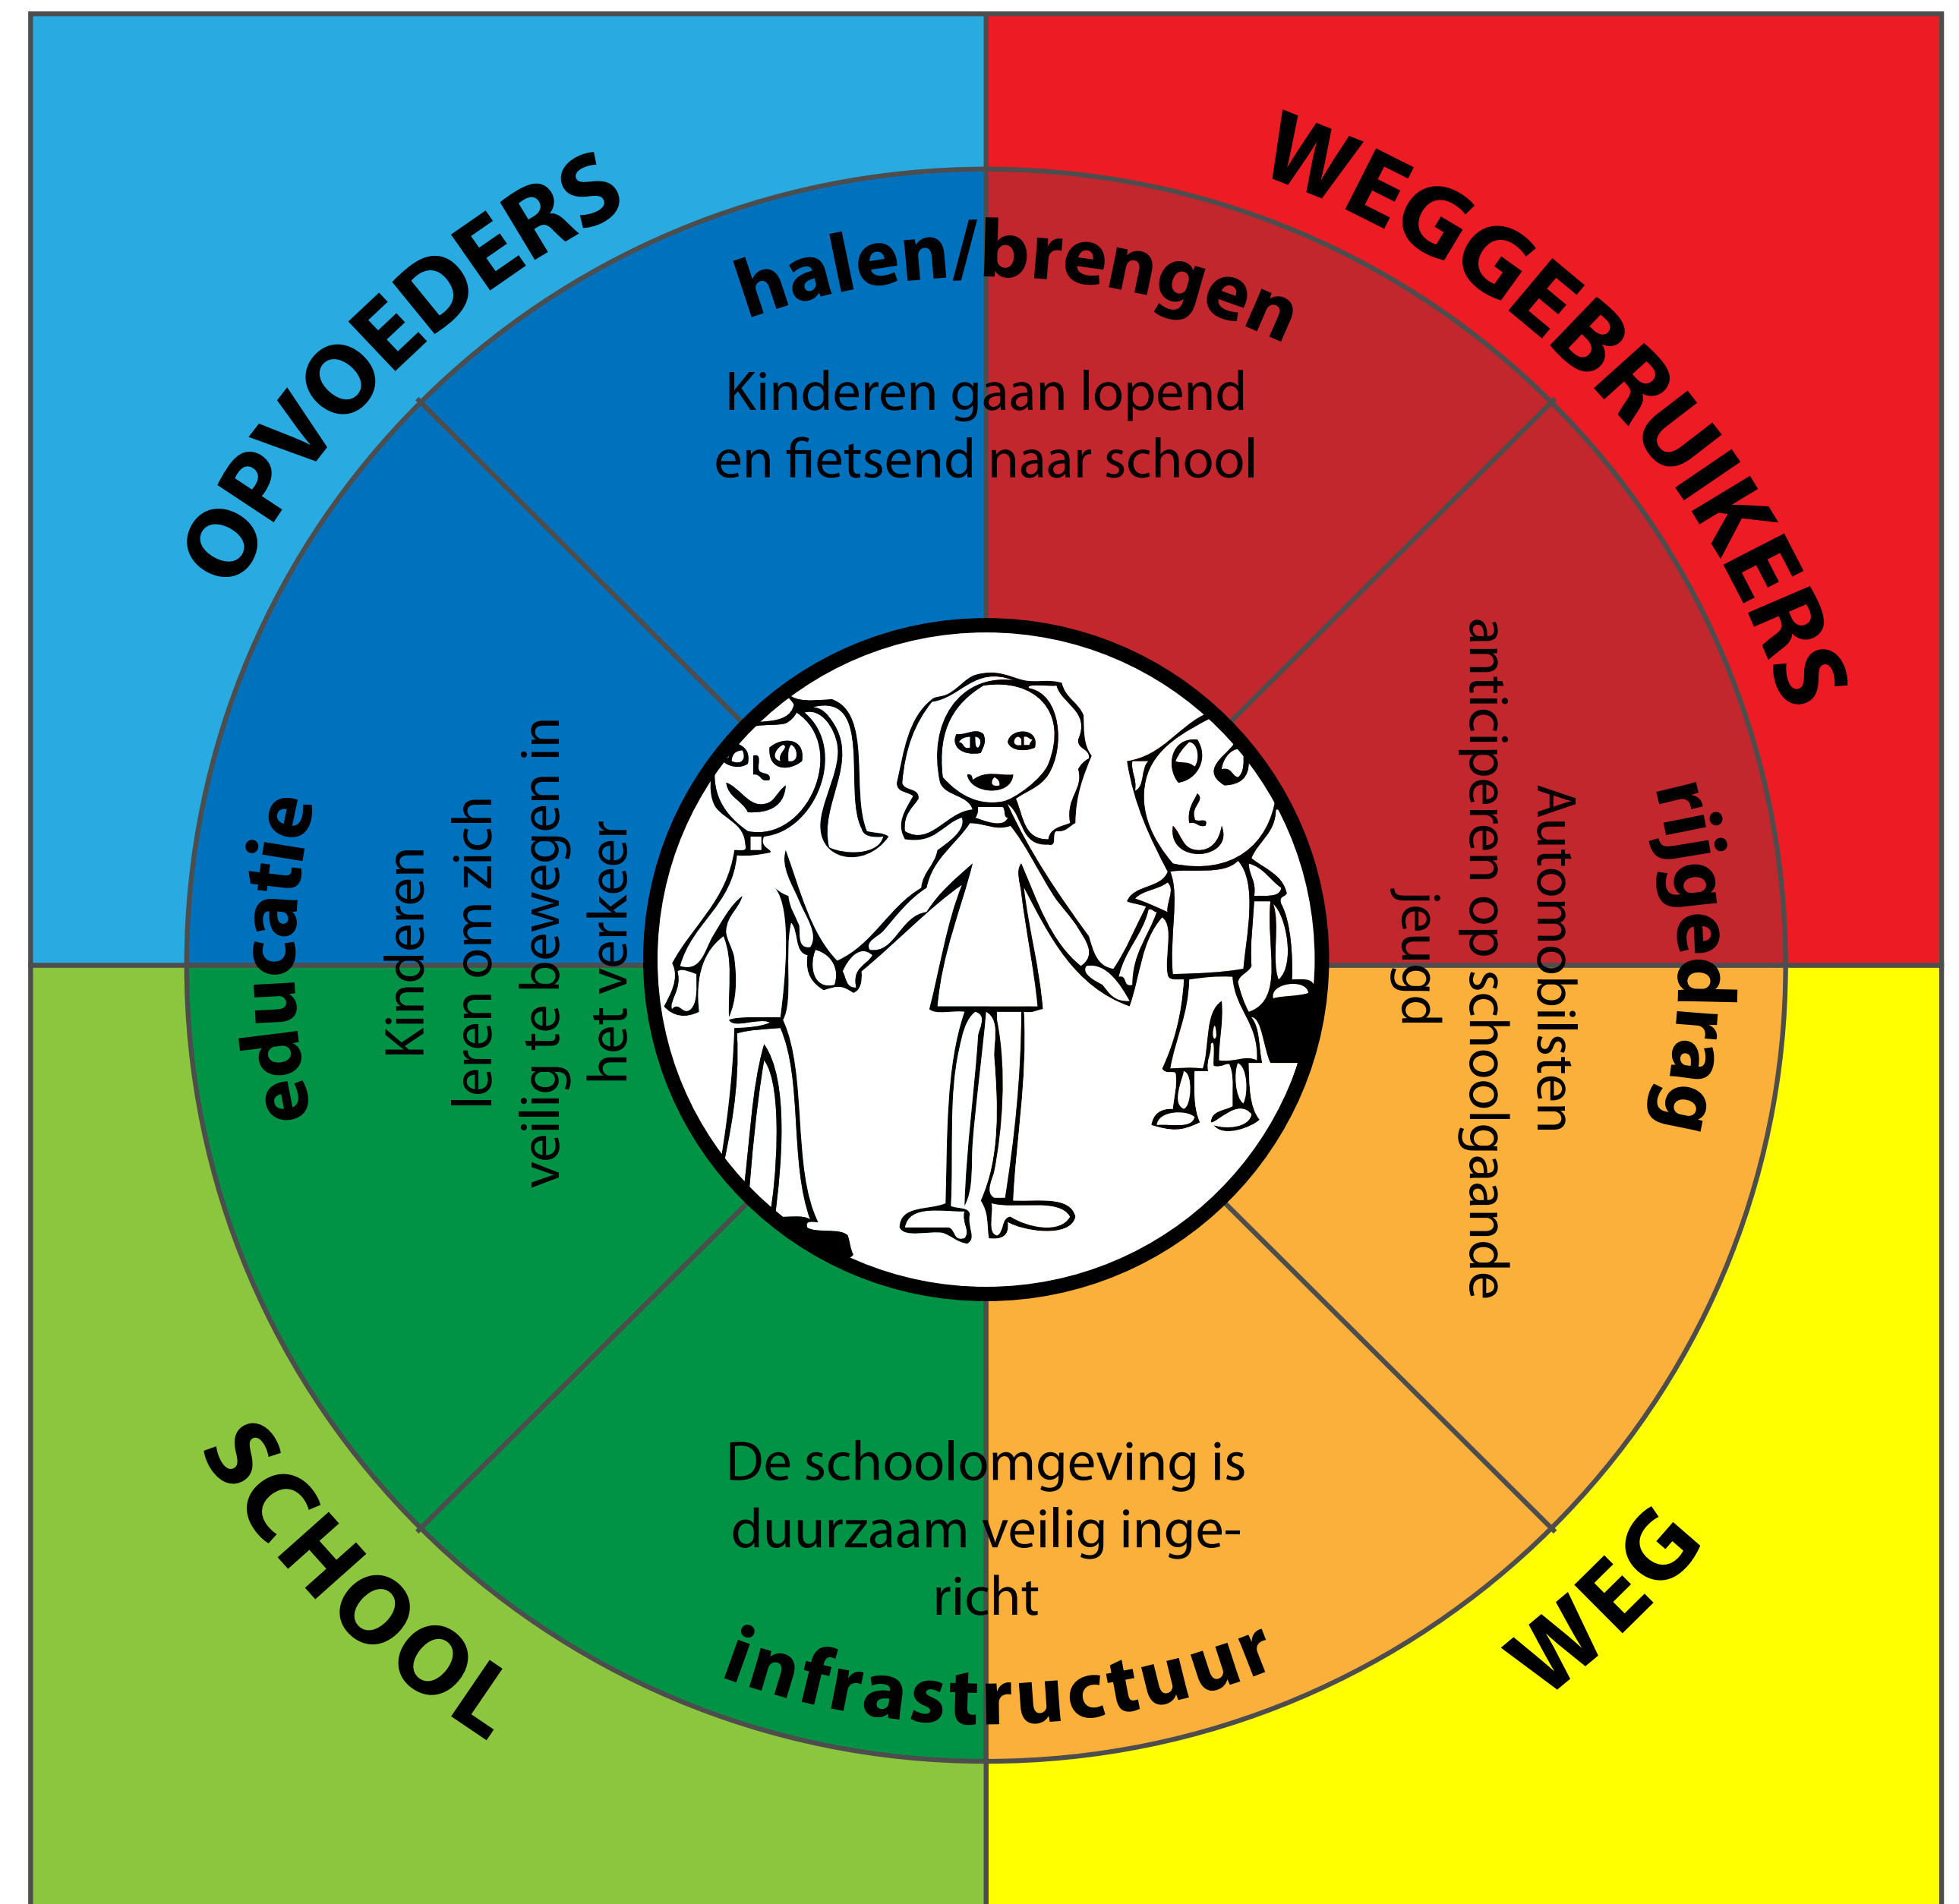 OPVOEDERS
WEGGEBRUIKERS
halen/brengen
Kinderen gaan lopend
en fietsend naar school
educatie
Kinderen
leren om zich
veilig te bewegen in
het verkeer
rijgedrag
Automobilsten
anticiperen op schoolgaande
jeugd
De schoolomgeving is
duurzaam veilig inge-
richt
infrastructuur
SCHOOL
WEG